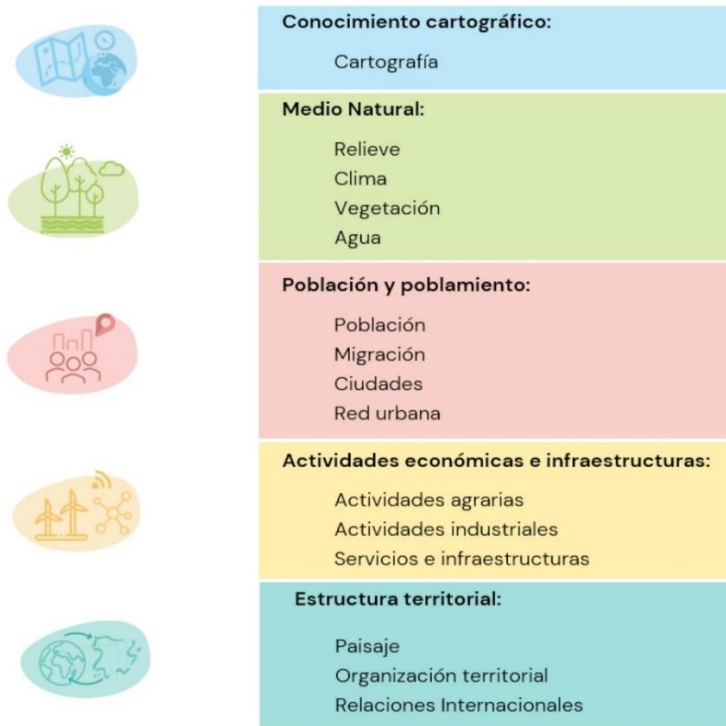 Conocimiento cartográfico:
Cartografía
Medio Natural:
Relieve
Clima
Vegetación
Agua
Población y poblamiento:
Población
Migración
Ciudades
Red urbana
Actividades económicas e infraestructuras:
Actividades agrarias
Actividades industriales
Servicios e infraestructuras
Estructura territorial:
Paisaje
Organización territorial
Relaciones Internacionales